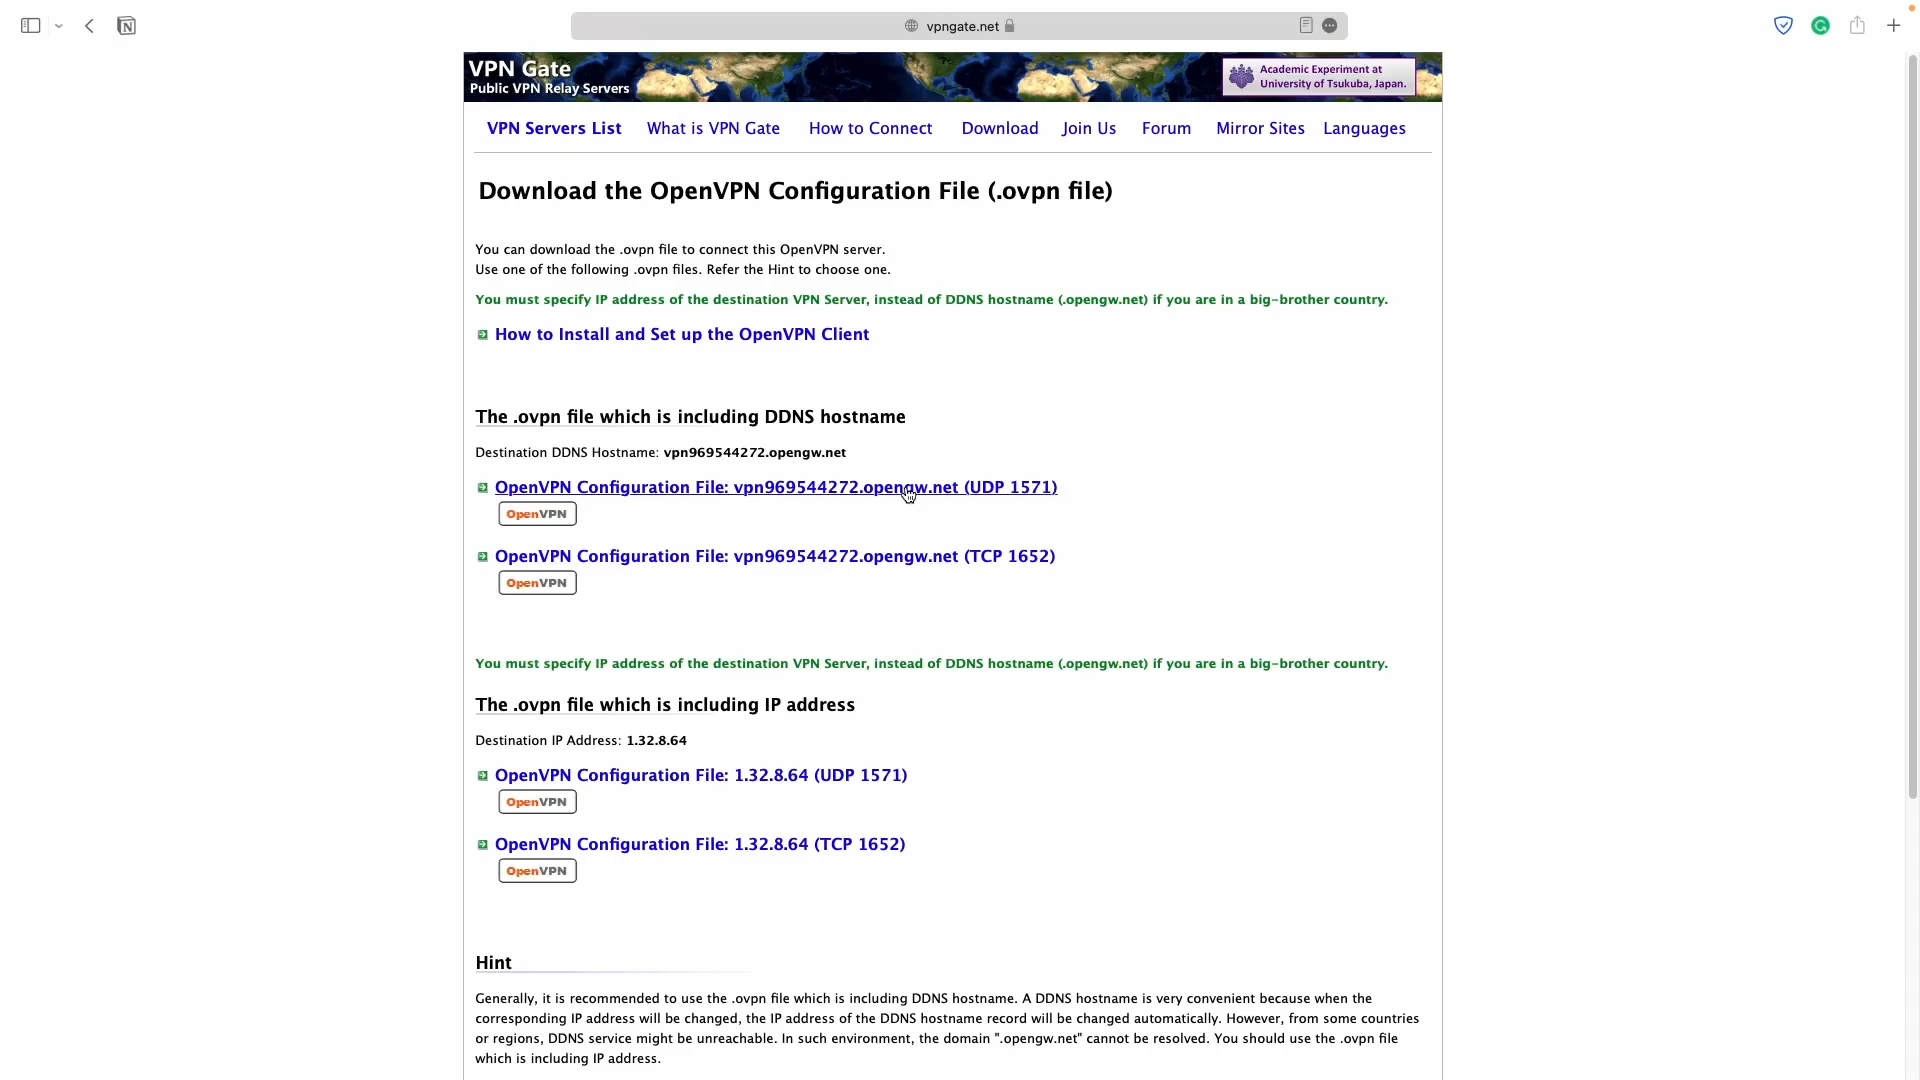 vpngate.net
VPN Gate
Public VPN Relay Servers
Academic Experiment at
University of Tsukuba, Japan.
VPN Servers List What is VPN Gate How to Connect Download Join Us Forum Mirror Sites Languages
Download the OpenVPN Configuration File (.ovpn file)
You can download the .ovpn file to connect this OpenVPN server.
Use one of the following .ovpn files. Refer the Hint to choose one.
You must specify IP address of the destination VPN Server, instead of DDNS hostname (.opengw.net) if you are in a big-brother country.
How to Install and Set up the OpenVPN Client
The .ovpn file which is including DDNS hostname
Destination DDNS Hostname: vpn969544272.opengw.net
OpenVPN Configuration File: vpn969544272.opengw.net (UDP 1571)
OpenVPN
OpenVPN Configuration File: vpn969544272.opengw.net (TCP 1652)
OpenVPN
You must specify IP address of the destination VPN Server, instead of DDNS hostname (.opengw.net) if you are in a big-brother country.
The .ovpn file which is including IP address
Destination IP Address: 1.32.8.64
OpenVPN Configuration File: 1.32.8.64 (UDP 1571)
OpenVPN
OpenVPN Configuration File: 1.32.8.64 (TCP 1652)
OpenVPN
Hint
Generally, it is recommended to use the .ovpn file which is including DDNS hostname. A DDNS hostname is very convenient because when the
corresponding IP address will be changed, the IP address of the DDNS hostname record will be changed automatically. However, from some countries
or regions, DDNS service might be unreachable. In such environment, the domain ".opengw.net" cannot be resolved. You should use the .ovpn file
which is including IP address.